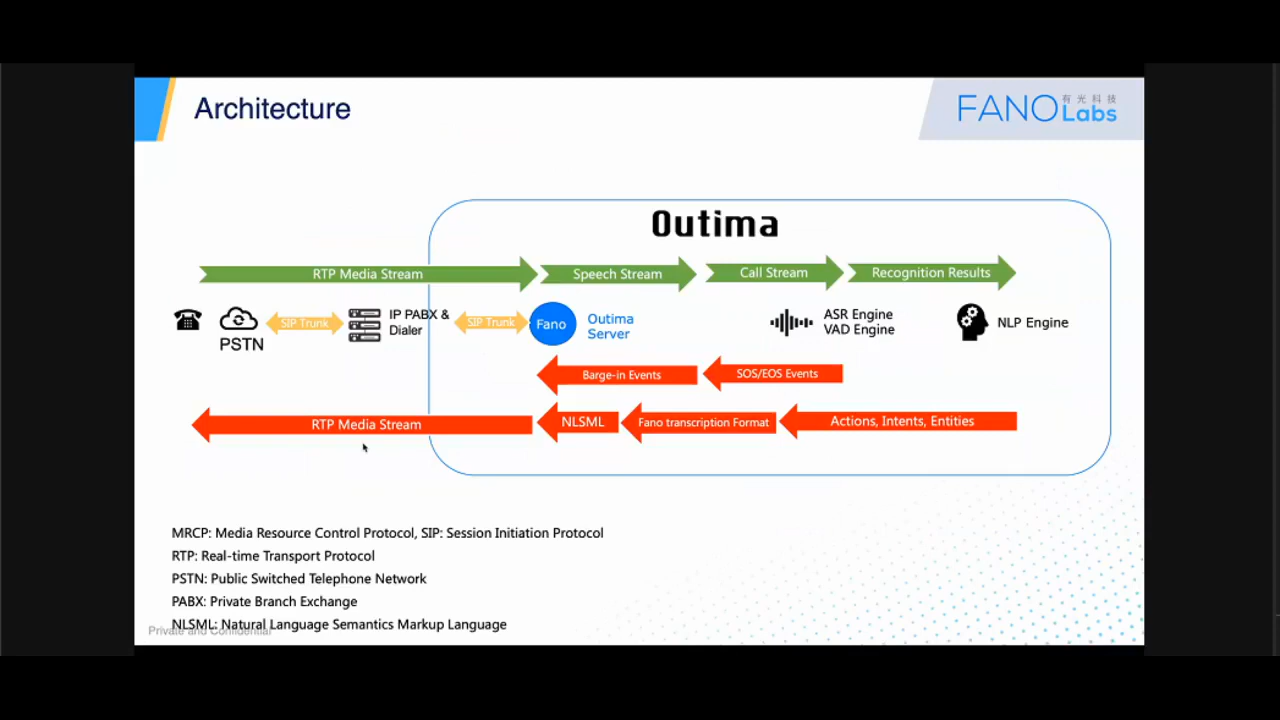 Architecture
FANO 有光科技 Labs
Outima
RTP Media Stream
Speech Stream
Call Stream
Recognition Results
PSTN
SIP Trunk
IP PABX &
Dialer
SIP Trunk
Fano
Outima
Server
ASR Engine
VAD Engine
NLP Engine
Barge-in Events
SOS/EOS Events
RTP Media Stream
NLSML
Fano transcription Format
Actions, Intents, Entities
MRCP: Media Resource Control Protocol, SIP: Session Initiation Protocol
RTP: Real-time Transport Protocol
PSTN: Public Switched Telephone Network
PABX: Private Branch Exchange
NLSML: Natural Language Semantics Markup Language
Private and Confidential